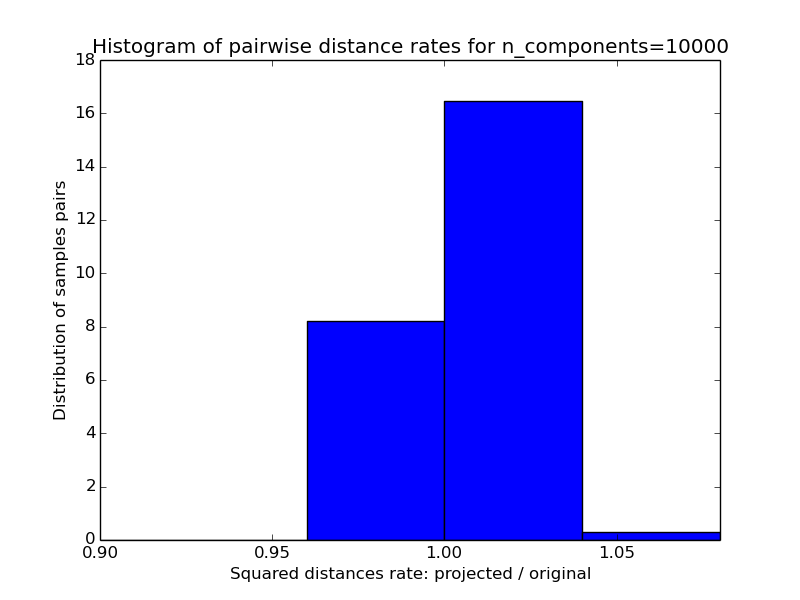 Histogram of pairwise distance rates for n_components=10000
18
16
14
12
10
8
6
4
2
0
Distribution of samples pairs
0.90 0.95 1.00 1.05
Squared distances rate: projected / original